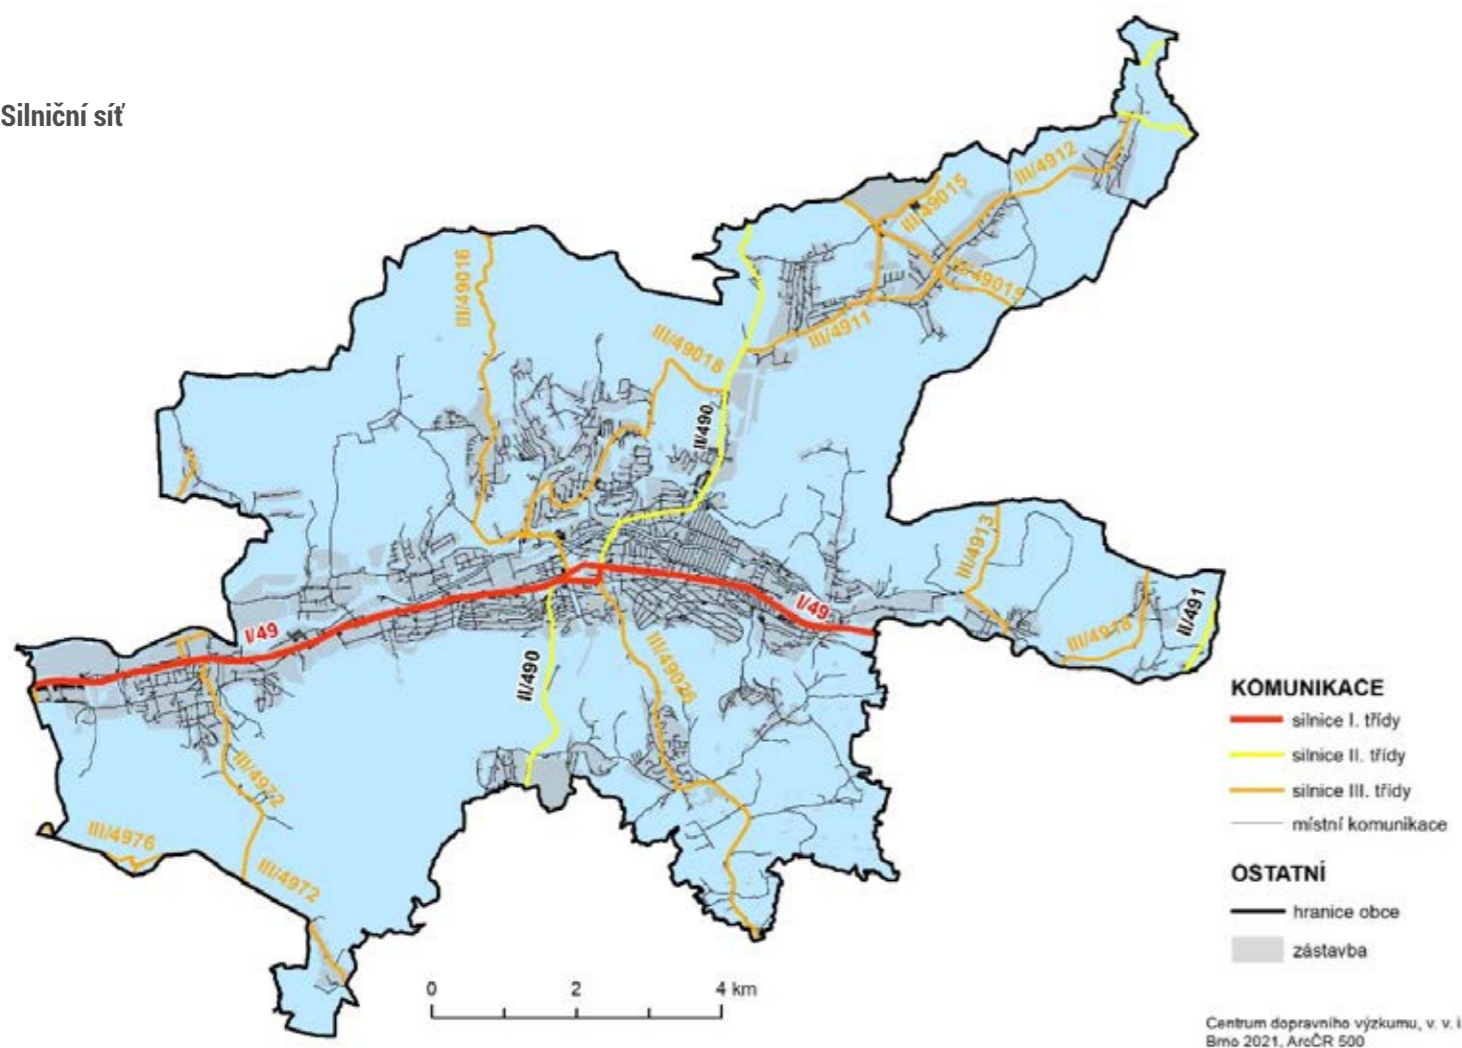 Silniční síť
III/4912
III/49015
III/49016
III/49015
III/4911
III/49018
II/490
III/4913
I/49
II/491
III/4918
I/49
III/49026
II/490
III/4972
III/4976
III/4972
KOMUNIKACE
silnice I. třídy
silnice II. třídy
silnice III. třídy
místní komunikace
OSTATNÍ
hranice obce
zástavba
0 2 4 km
Centrum dopravního výzkumu, v. v. i
Brno 2021, ArcČR 500